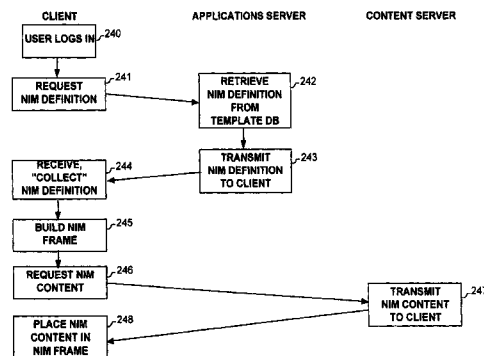 CLIENT
APPLICATIONS SERVER
CONTENT SERVER
USER LOGS IN
240
REQUEST
NIM DEFINITION
241
RETRIEVE
NIM DEFINITION
FROM
TEMPLATE DB
242
TRANSMIT
NIM DEFINITION
TO CLIENT
243
RECEIVE,
"COLLECT"
NIM DEFINITION
244
BUILD NIM
FRAME
245
REQUEST NIM
CONTENT
246
TRANSMIT
NIM CONTENT
TO CLIENT
247
PLACE NIM
CONTENT IN
NIM FRAME
248